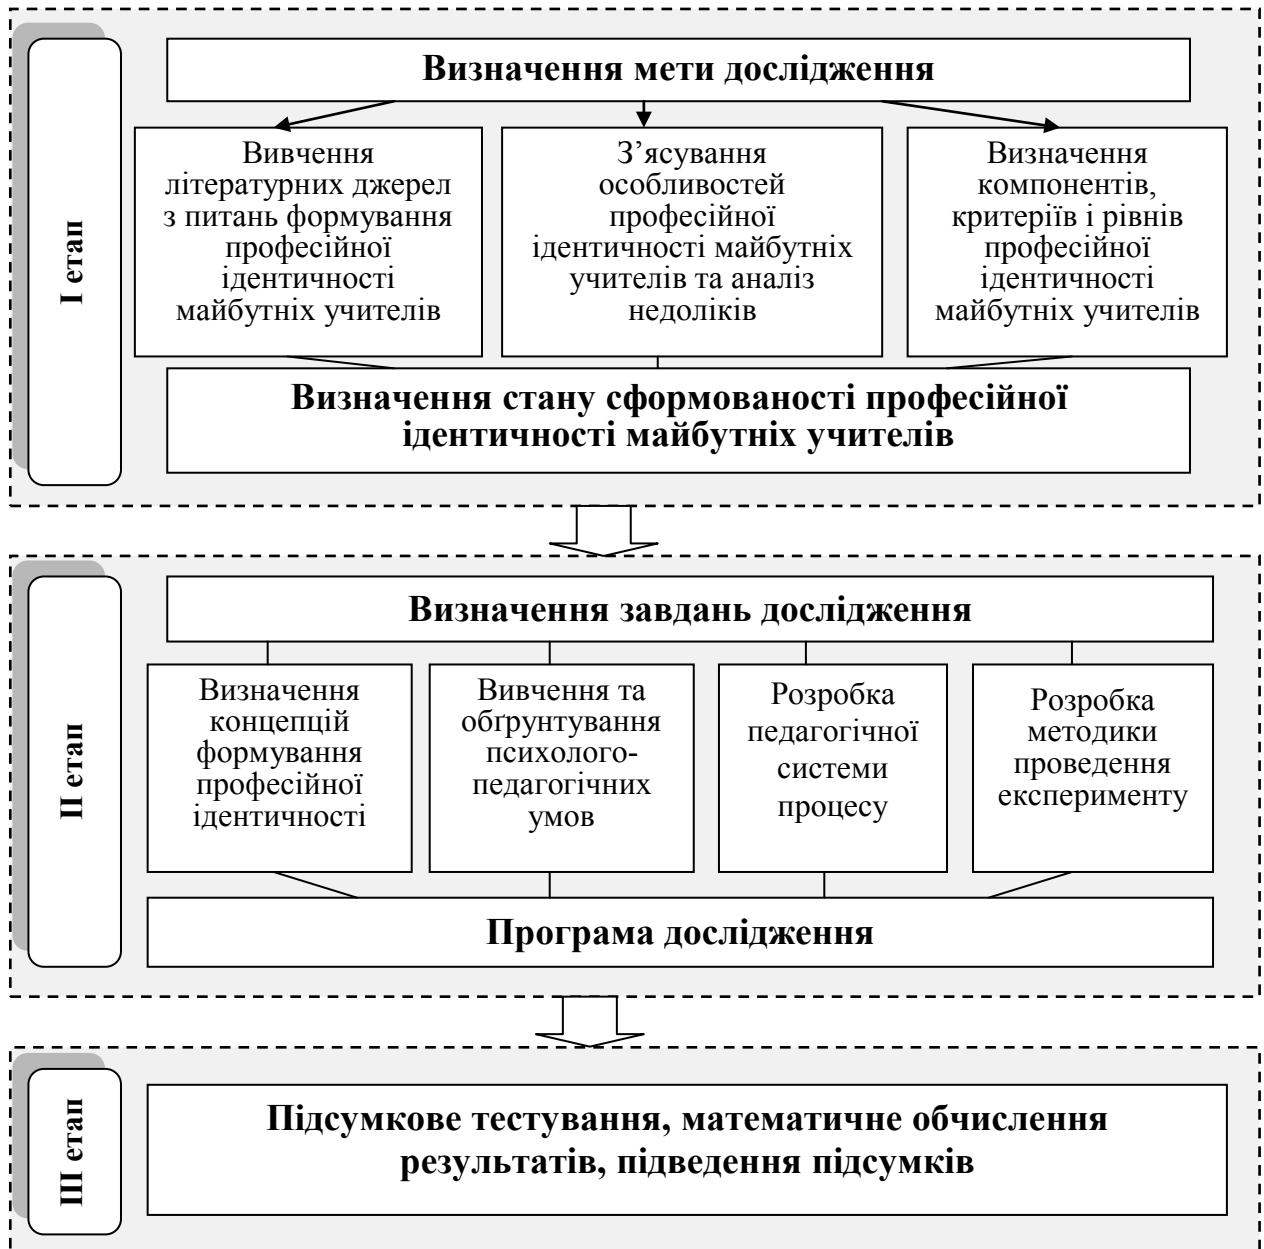 І етап
Визначення мети дослідження
Вивчення
літературних джерел
з питань формування
професійної
ідентичності
майбутніх учителів
З’ясування
особливостей
професійної
ідентичності майбутніх
учителів та аналіз
недоліків
Визначення
компонентів,
критеріїв і рівнів
професійної
ідентичності
майбутніх учителів
Визначення стану сформованості професійної
ідентичності майбутніх учителів
ІІ етап
Визначення завдань дослідження
Визначення
концепцій
формування
професійної
ідентичності
Вивчення та
обґрунтування
психолого-
педагогічних
умов
Розробка
педагогічної
системи
процесу
Розробка
методики
проведення
експерименту
Програма дослідження
ІІІ етап
Підсумкове тестування, математичне обчислення
результатів, підведення підсумків